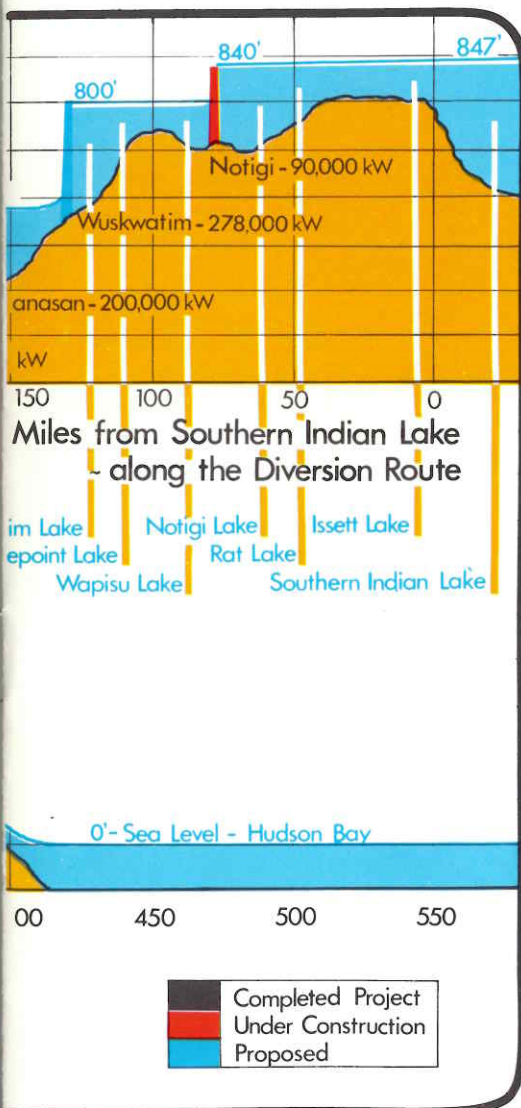 840'
847'
800'
Notigi - 90,000 kW
Wuskwatim - 278,000 kW
anasan - 200,000 kW
kW
150 100 50 0
Miles from Southern Indian Lake
~ along the Diversion Route
im Lake Notigi Lake Issett Lake
epoint Lake Rat Lake
Wapisu Lake Southern Indian Lake
0' - Sea Level - Hudson Bay
00 450 500 550
Completed Project
Under Construction
Proposed